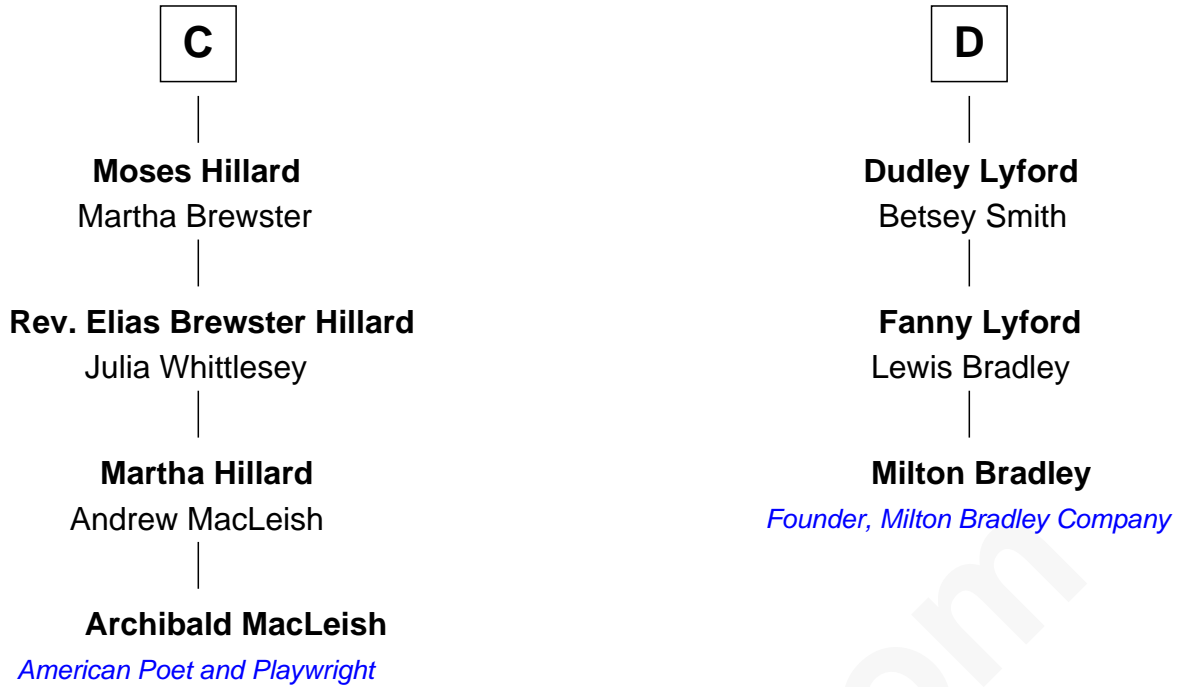 C
Moses Hillard
Martha Brewster
Rev. Elias Brewster Hillard
Julia Whittlesey
Martha Hillard
Andrew MacLeish
Archibald MacLeish
American Poet and Playwright
D
Dudley Lyford
Betsey Smith
Fanny Lyford
Lewis Bradley
Milton Bradley
Founder, Milton Bradley Company
om